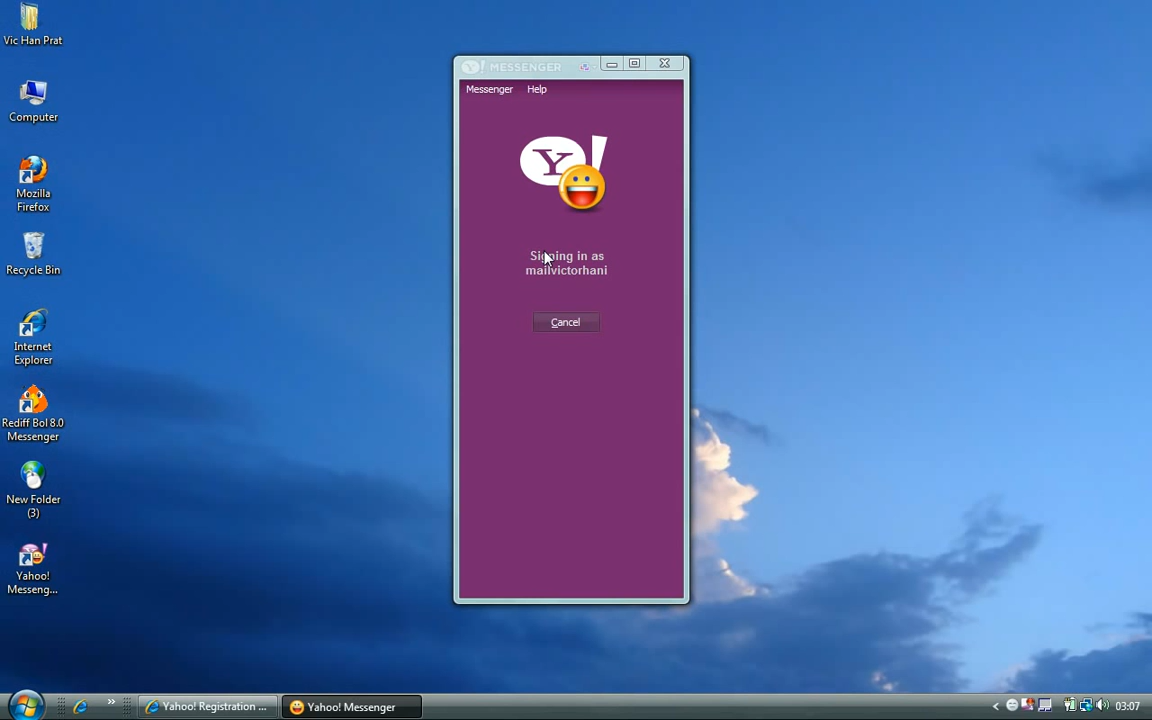 Vic Han Prat
Computer
Mozilla
Firefox
Recycle Bin
Internet
Explorer
Rediff Bol 8.0
Messenger
New Folder
(3)
Yahoo!
Messeng...
Y! MESSENGER
Messenger Help
Y!
Signing in as
mailvictorhani
Cancel
Yahoo! Registration ...
Yahoo! Messenger
03:07